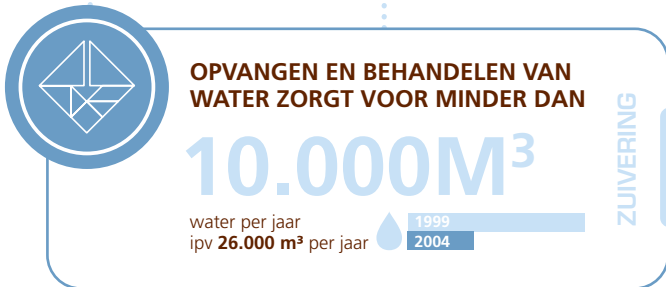 OPVANGEN EN BEHANDELEN VAN
WATER ZORGT VOOR MINDER DAN
10.000M³
water per jaar
ipv 26.000 m³ per jaar
1999
2004
ZUIVERING